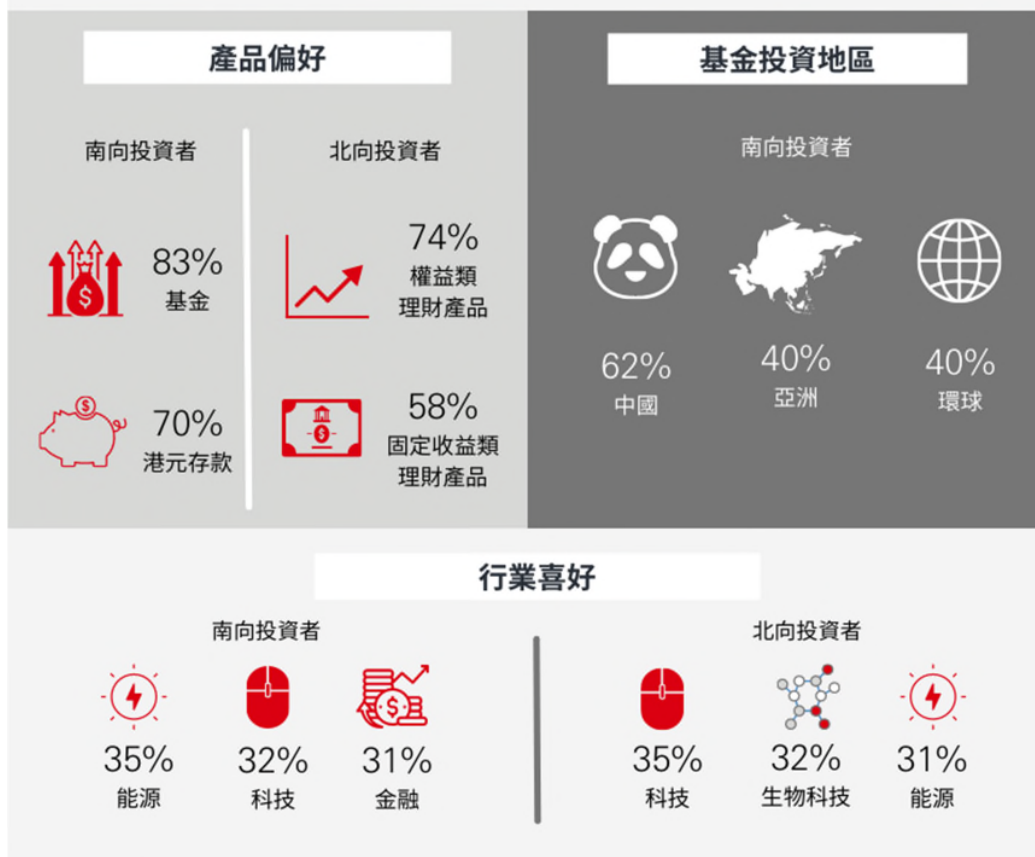 產品偏好
南向投資者
83%
基金
70%
港元存款
北向投資者
74%
權益類
理財產品
58%
固定收益類
理財產品
基金投資地區
南向投資者
62%
中國
40%
亞洲
40%
環球
行業喜好
南向投資者
35%
能源
32%
科技
31%
金融
北向投資者
35%
科技
32%
生物科技
31%
能源